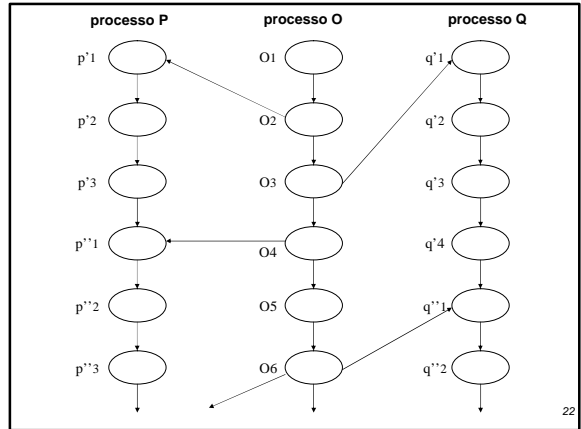 processo P processo O processo Q
p'1 O1 q'1
p'2 O2 q'2
p'3 O3 q'3
p''1 O4 q'4
p''2 O5 q''1
p''3 O6 q''2
22